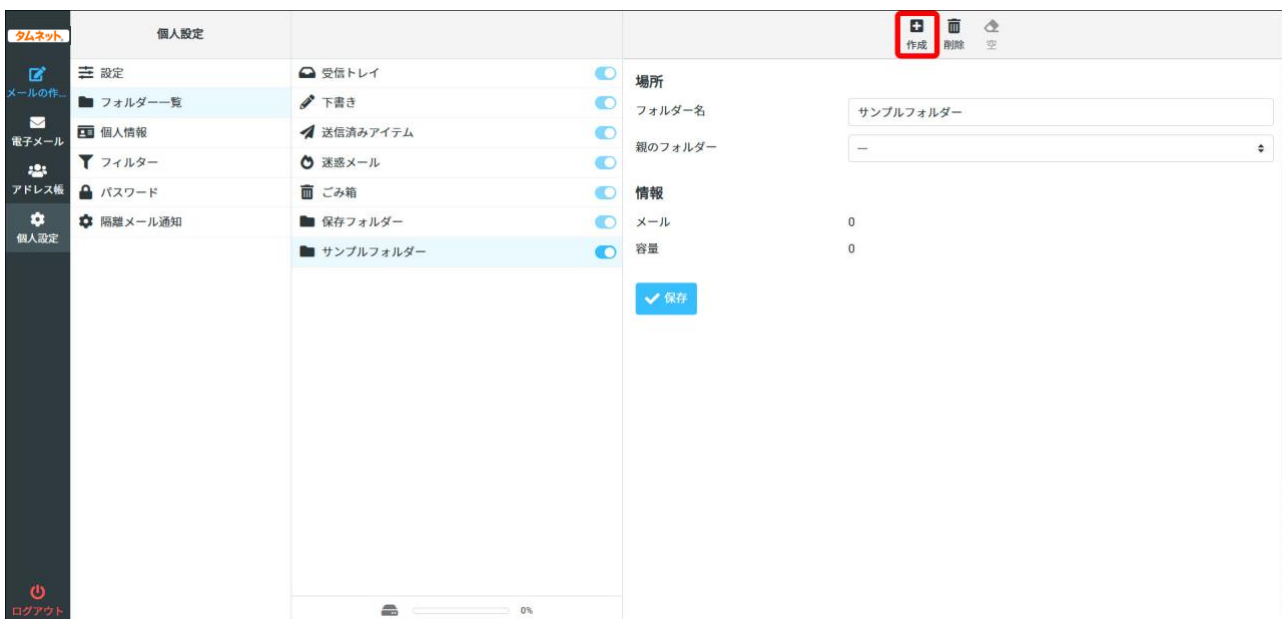 タムネット
メールの作...
電子メール
アドレス帳
個人設定
ログアウト
個人設定
設定
フォルダー一覧
個人情報
フィルター
パスワード
隔離メール通知
受信トレイ
下書き
送信済みアイテム
迷惑メール
ごみ箱
保存フォルダー
サンプルフォルダー
0%
作成 削除 空
場所
フォルダー名 サンプルフォルダー
親のフォルダー ―
情報
メール 0
容量 0
保存